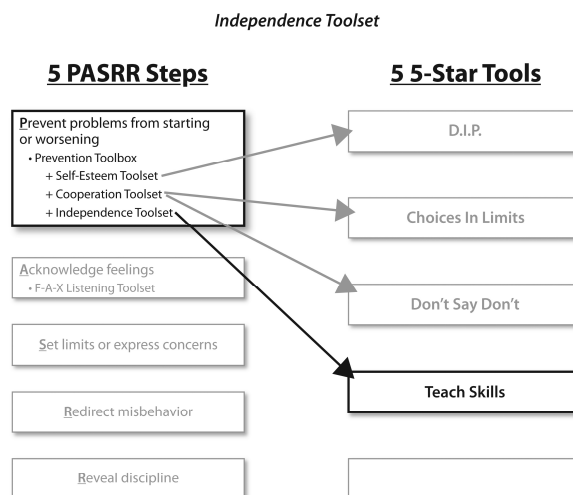 Independence Toolset
5 PASRR Steps
Prevent problems from starting
or worsening
• Prevention Toolbox
+ Self-Esteem Toolset
+ Cooperation Toolset
+ Independence Toolset
Acknowledge feelings
• F-A-X Listening Toolset
Set limits or express concerns
Redirect misbehavior
Reveal discipline
5 5-Star Tools
D.I.P.
Choices In Limits
Don't Say Don't
Teach Skills